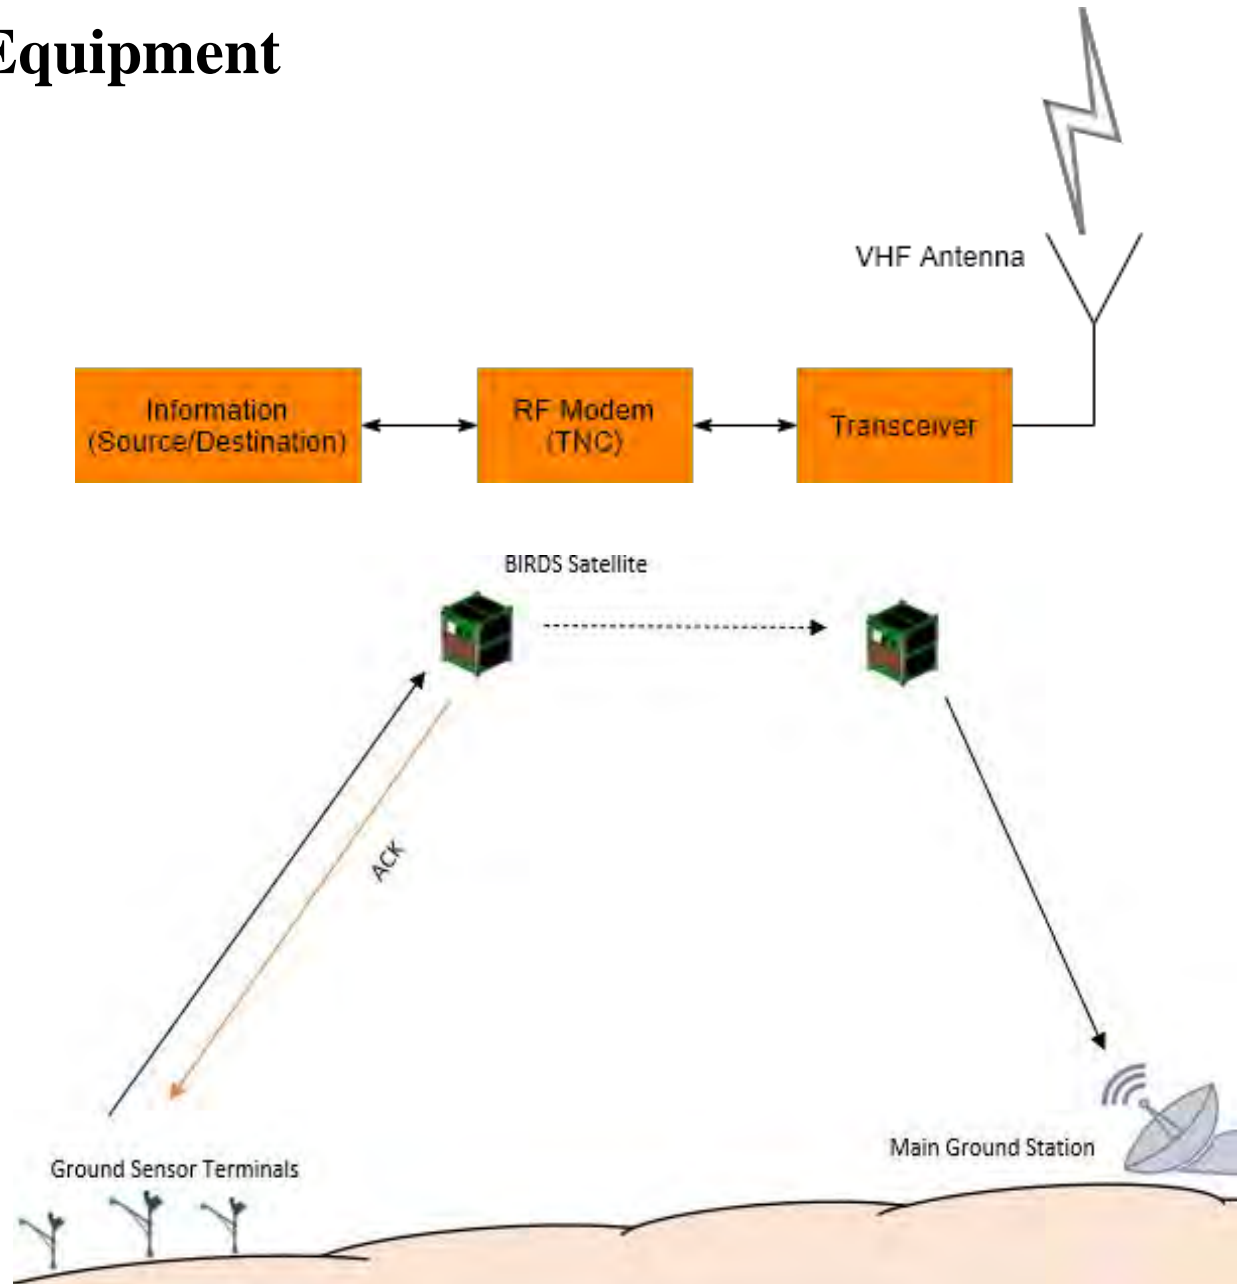 Equipment
VHF Antenna
Information
(Source/Destination)
RF Modem
(TNC)
Transceiver
BIRDS Satellite
ACK
Main Ground Station
Ground Sensor Terminals